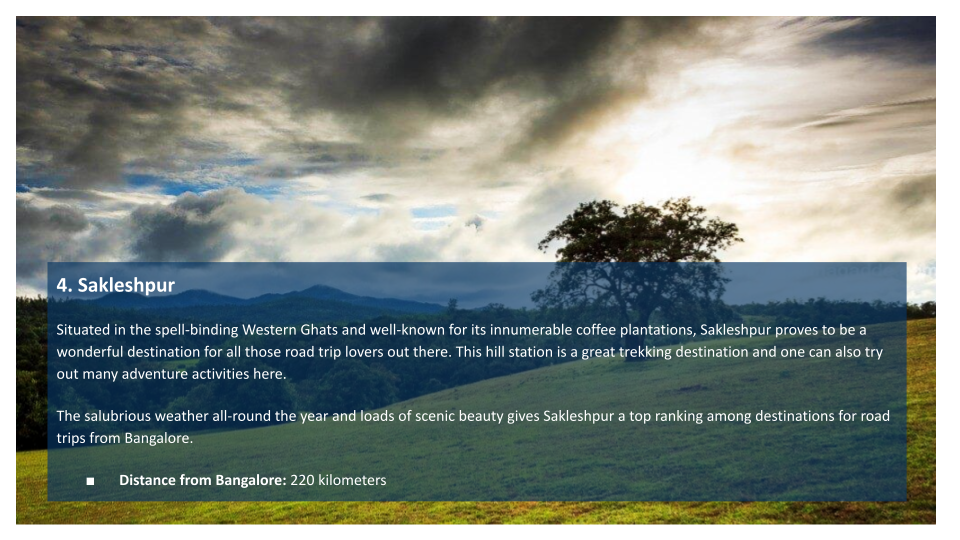 4. Sakleshpur
Situated in the spell-binding Western Ghats and well-known for its innumerable coffee plantations, Sakleshpur proves to be a
wonderful destination for all those road trip lovers out there. This hill station is a great trekking destination and one can also try
out many adventure activities here.
The salubrious weather all-round the year and loads of scenic beauty gives Sakleshpur a top ranking among destinations for road
trips from Bangalore.
■ Distance from Bangalore: 220 kilometers